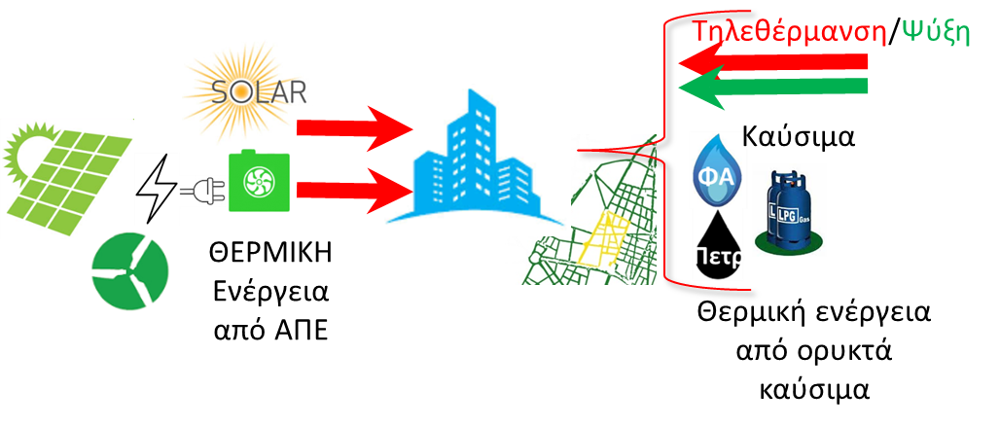 Τηλεθέρμανση/Ψύξη
SOLAR
Καύσιμα
ΦΑ
L LPG Gas
Πετρ
ΘΕΡΜΙΚΗ
Ενέργεια
από ΑΠΕ
Θερμική ενέργεια
από ορυκτά
καύσιμα